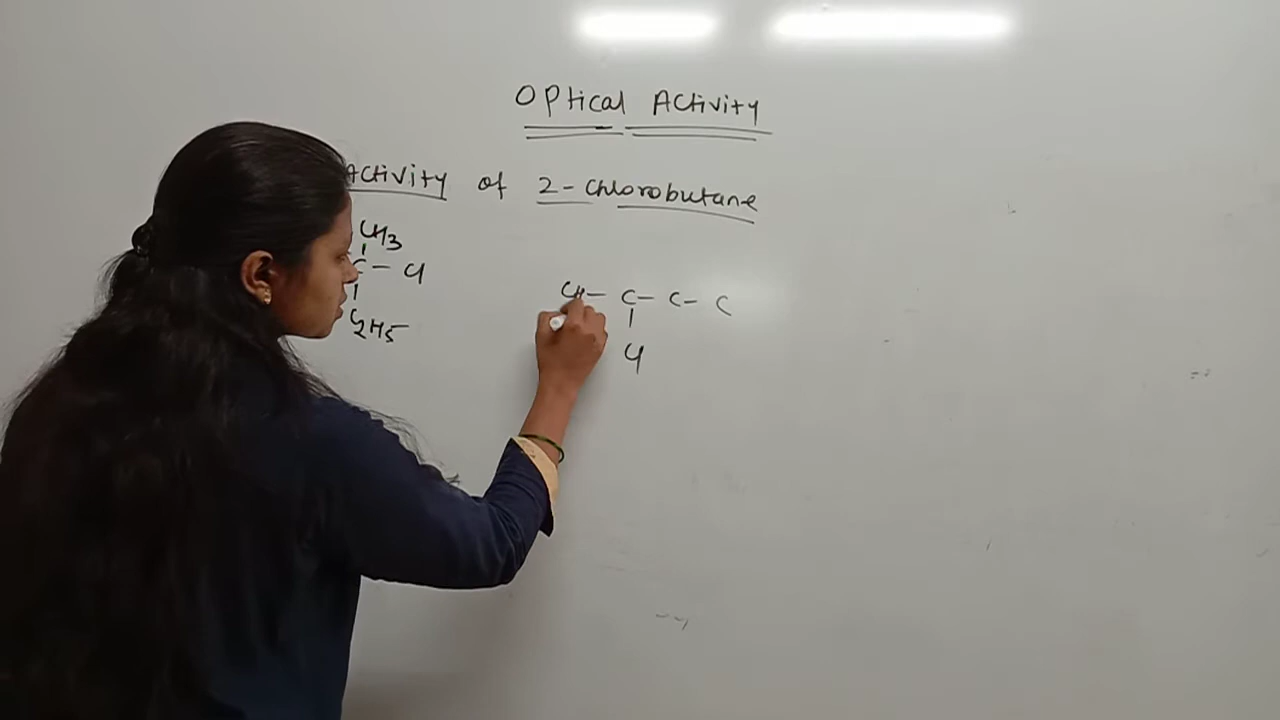 Optical Activity
Activity of 2-chlorobutane
CH3
C - Cl
C2H5
CH - C - C - C
Cl